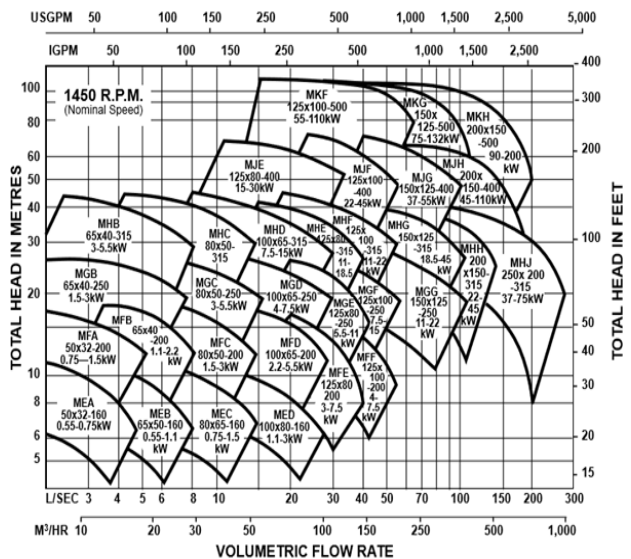 USGPM 50 100 150 250 500 1,000 1,500 2,500 5,000
IGPM 50 100 150 200 500 1,000 1,500 2,500
1450 R.P.M.
(Nominal Speed)
TOTAL HEAD IN METRES
100
80
60
50
40
30
20
10
8
6
5
TOTAL HEAD IN FEET
400
300
200
100
50
40
30
20
15
MKF
125x100-500
55-110kW
MKG
150x
125-500
75-132kW
MKH
200x150
-500
90-200
kW
MJE
125x80-400
15-30kW
MJF
125x100
-400
22-45kW
MJG
150x125-400
37-55kW
MJH
200x
150-400
45-110kW
MHB
65x40-315
3-5.5kW
MHC
80x50-
315
MHD
100x65-315
7.5-15kW
MHE
125x80
-315
11-
18.5
MHF
125x
100
-315
11-22
kW
MHG
150x125
-315
18.5-45
kW
MHH
200
x150-
315
22-
45
kW
MHJ
250x 200
-315
37-75kW
MGB
65x40-250
1.5-3kW
MGC
80x50-250
3-5.5kW
MGD
100x65-250
4-7.5kW
MGE
125x80
-250
5.5-11
kW
MGF
125x100
-250
7.5-
15
MGG
150x125
-250
11-22
kW
MFA
50x32-200
0.75—1.5kW
MFB
65x40
-200
1.1-2.2
kW
MFC
80x50-200
1.5-3kW
MFD
100x65-200
2.2-5.5kW
MFE
125x80
200
3-7.5
kW
MFF
125x
100
-200
4-
7.5
kW
MEA
50x32-160
0.55-0.75kW
MEB
65x50-160
0.55-1.1
kW
MEC
80x65-160
0.75-1.5
kW
MED
100x80-160
1.1-3kW
L/SEC 3 4 5 6 8 10 20 30 40 50 70 100 200 300
M³/HR 10 20 30 50 100 150 250 500 1,000
VOLUMETRIC FLOW RATE